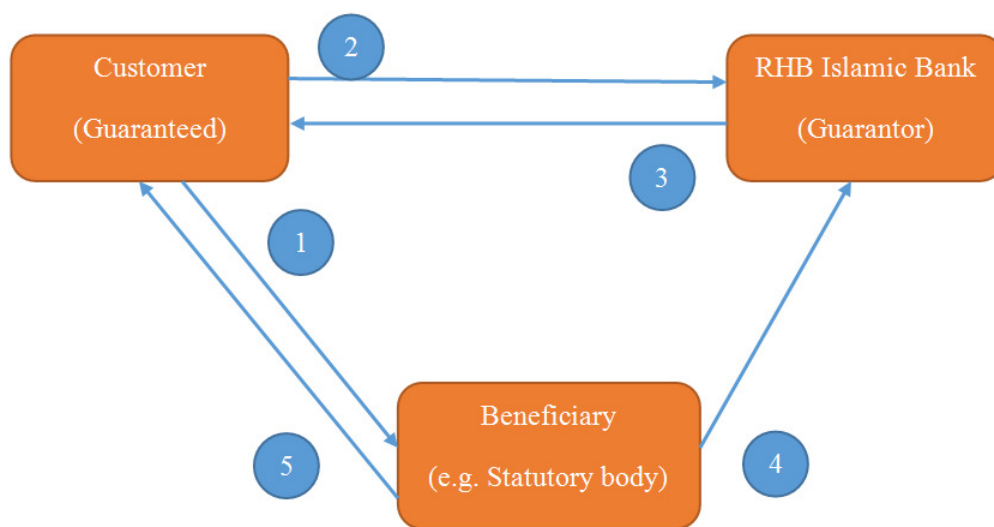 2
Customer
(Guaranteed)
RHB Islamic Bank
(Guarantor)
3
1
Beneficiary
(e.g. Statutory body)
5
4